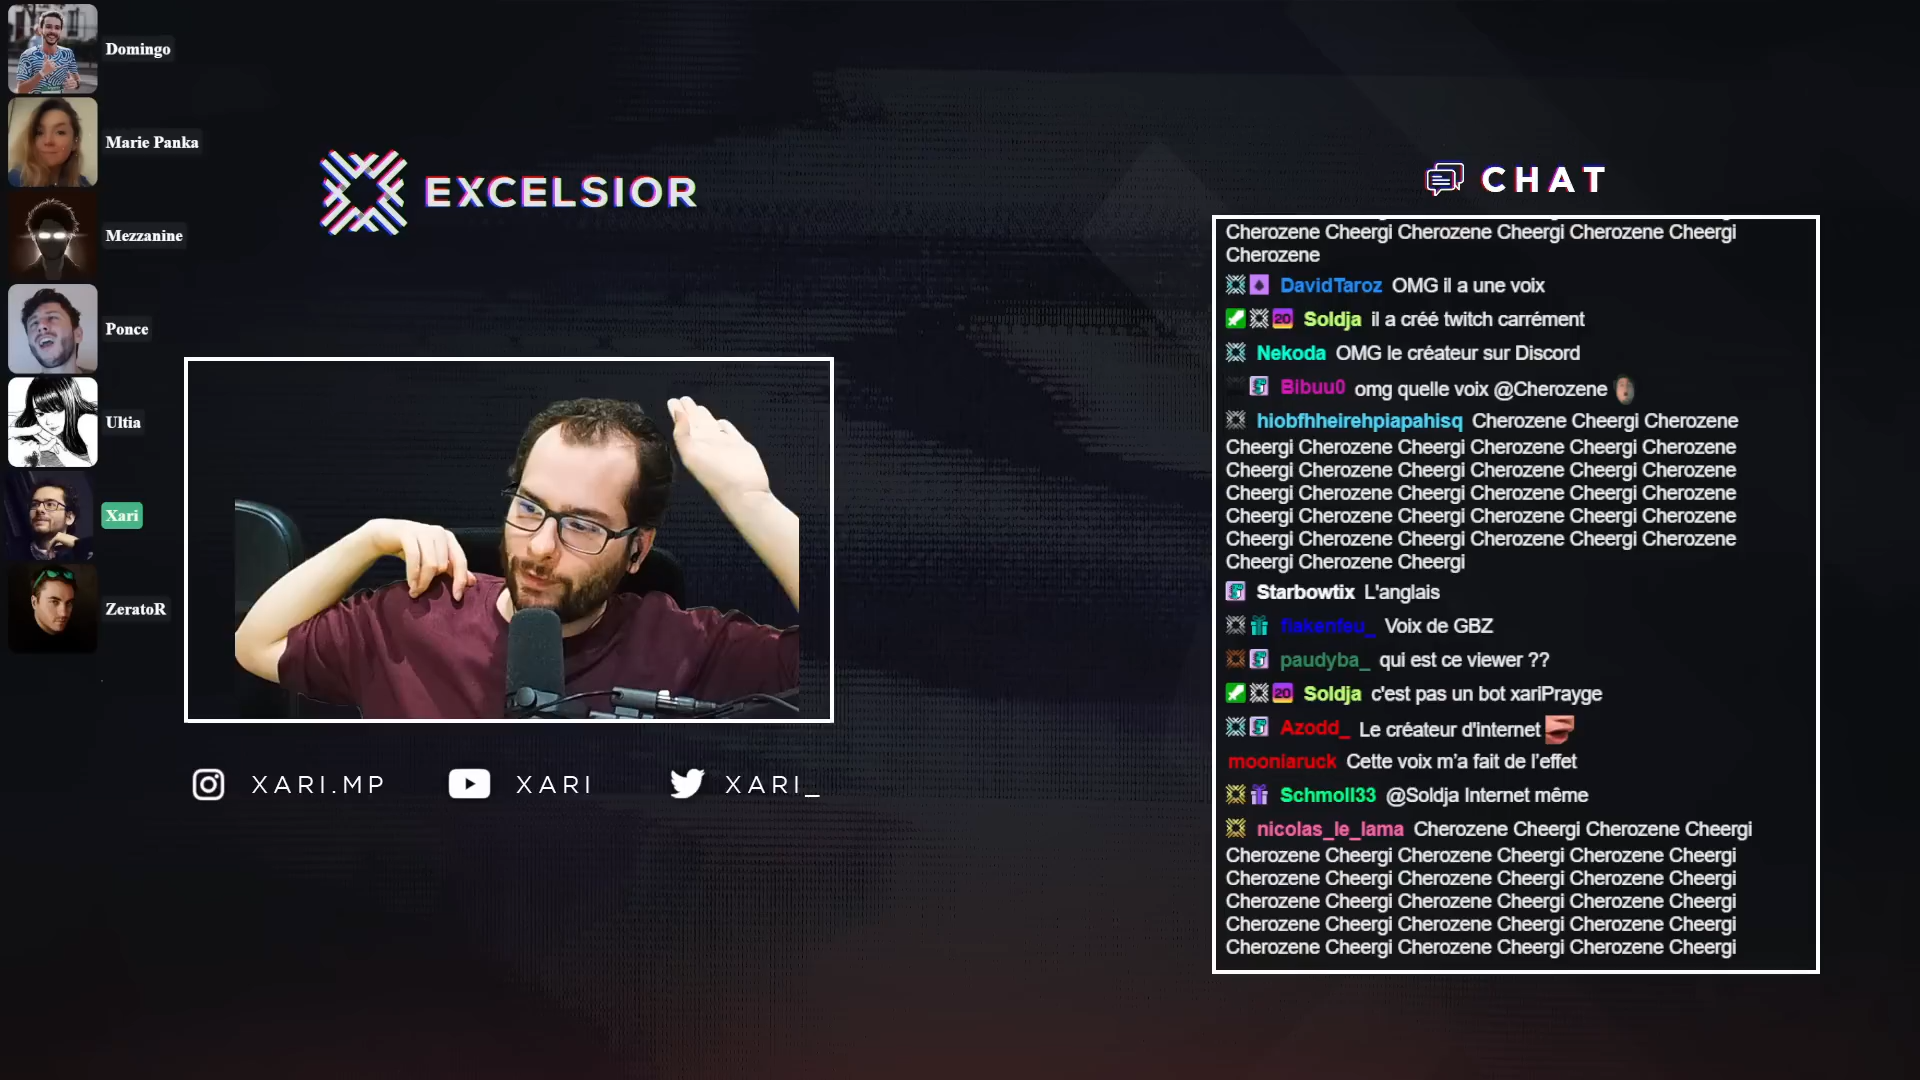 Domingo
Marie Panka
Mezzanine
Ponce
Ultia
Xari
ZeratoR
EXCELSIOR
XARI.MP
XARI
XARI_
CHAT
Cherozene Cheergi Cherozene Cheergi Cherozene Cheergi
Cherozene
DavidTaroz OMG il a une voix
20 Soldja il a créé twitch carrément
Nekoda OMG le créateur sur Discord
Bibuu0 omg quelle voix @Cherozene
hiobfhheirehpiapahisq Cherozene Cheergi Cherozene
Cheergi Cherozene Cheergi Cherozene Cheergi Cherozene
Cheergi Cherozene Cheergi Cherozene Cheergi Cherozene
Cheergi Cherozene Cheergi Cherozene Cheergi Cherozene
Cheergi Cherozene Cheergi Cherozene Cheergi Cherozene
Cheergi Cherozene Cheergi Cherozene Cheergi Cherozene
Cheergi Cherozene Cheergi
Starbowtix L'anglais
flakenfeu_ Voix de GBZ
paudyba_ qui est ce viewer ??
20 Soldja c'est pas un bot xariPrayge
Azodd_ Le créateur d'internet
mooniaruck Cette voix m'a fait de l'effet
Schmoll33 @Soldja Internet même
nicolas_le_lama Cherozene Cheergi Cherozene Cheergi
Cherozene Cheergi Cherozene Cheergi Cherozene Cheergi
Cherozene Cheergi Cherozene Cheergi Cherozene Cheergi
Cherozene Cheergi Cherozene Cheergi Cherozene Cheergi
Cherozene Cheergi Cherozene Cheergi Cherozene Cheergi
Cherozene Cheergi Cherozene Cheergi Cherozene Cheergi